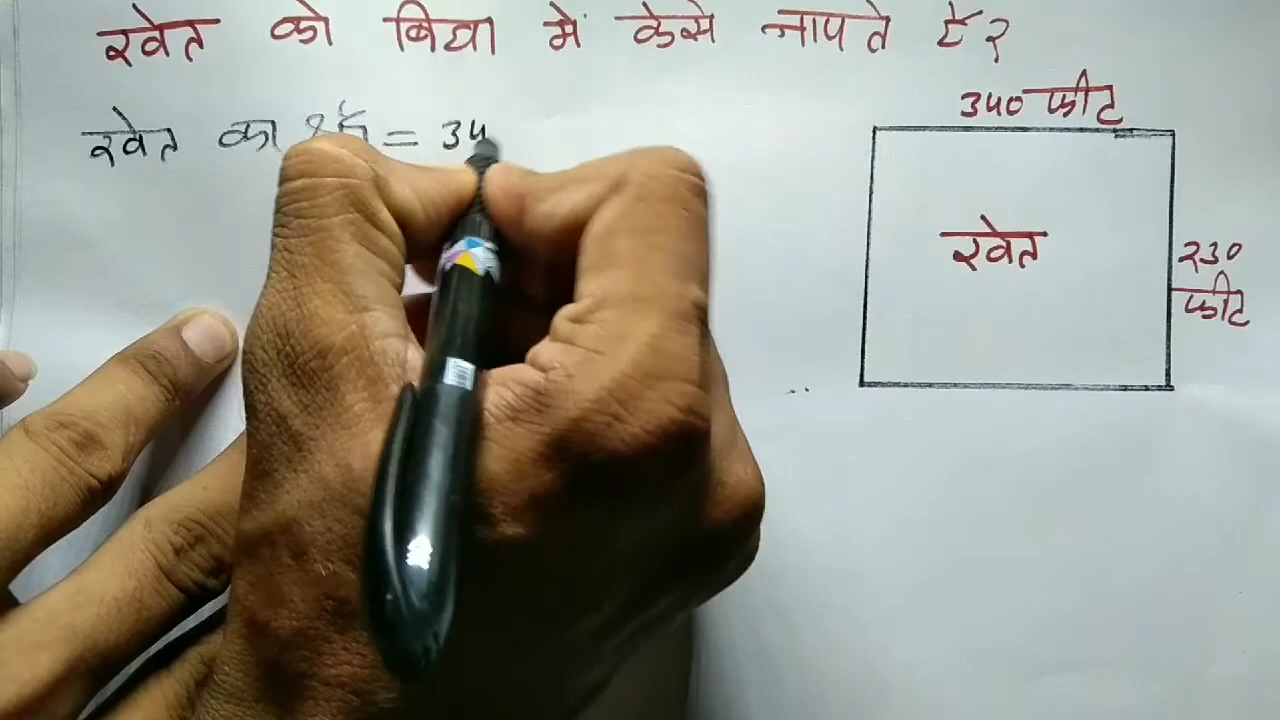 खेत को बिघा में केसे नापते है?
340 फीट
खेत का = 34
खेत
230
फीट